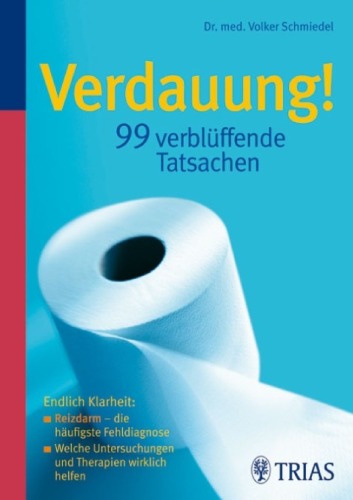 Dr. med. Volker Schmiedel
Verdauung!
99 verblüffende
Tatsachen
Endlich Klarheit:
Reizdarm – die
häufigste Fehldiagnose
Welche Untersuchungen
und Therapien wirklich
helfen
TRIAS